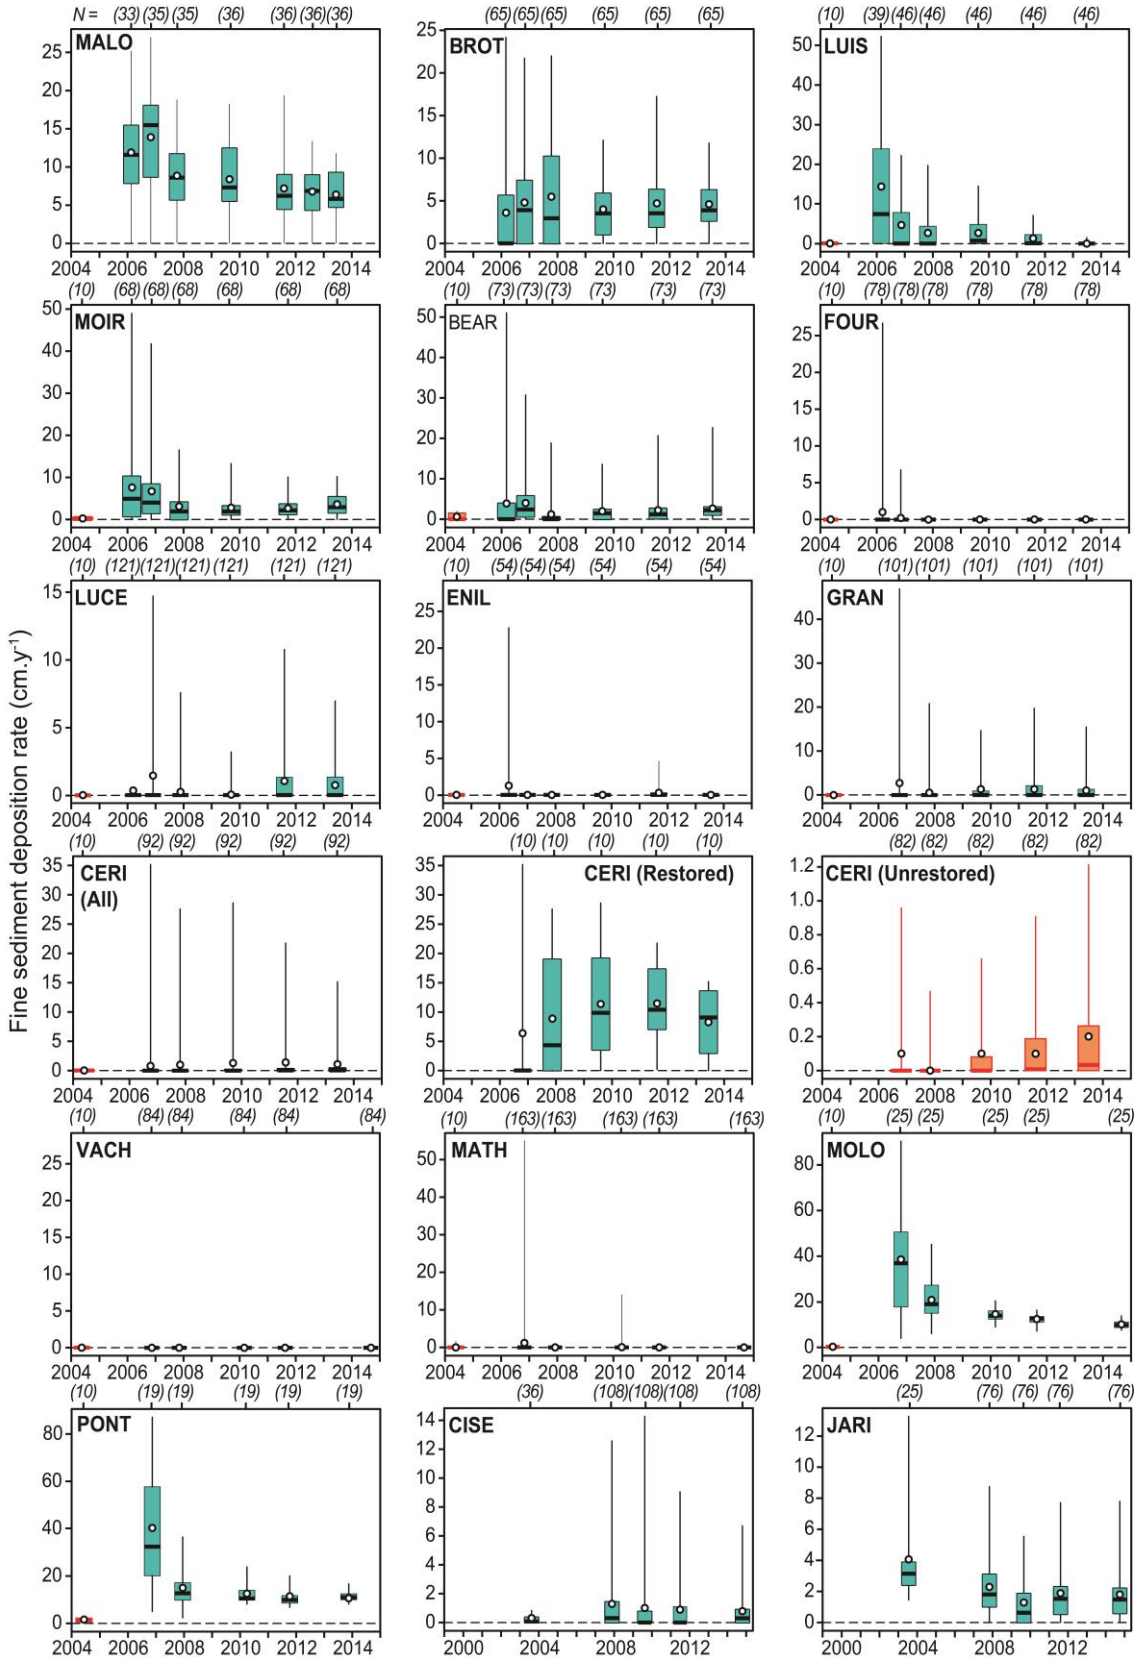 N = (33) (35) (35) (36) (36) (36) (36) (65) (65) (65) (65) (65) (65) (10) (39) (46) (46) (46) (46) (46)
MALO BROT LUIS
25 20 15 10 5 0
25 20 15 10 5 0
50 40 30 20 10 0
2004 2006 2008 2010 2012 2014 2004 2006 2008 2010 2012 2014 2004 2006 2008 2010 2012 2014
(10) (68) (68) (68) (68) (68) (68) (10) (73) (73) (73) (73) (73) (73) (10) (78) (78) (78) (78) (78) (78)
MOIR BEAR FOUR
50 40 30 20 10 0
50 40 30 20 10 0
25 20 15 10 5 0
2004 2006 2008 2010 2012 2014 2004 2006 2008 2010 2012 2014 2004 2006 2008 2010 2012 2014
(10) (121) (121) (121) (121) (121) (121) (10) (54) (54) (54) (54) (54) (54) (10) (101) (101) (101) (101) (101)
LUCE ENIL GRAN
15 10 5 0
25 20 15 10 5 0
40 30 20 10 0
Fine sediment deposition rate (cm.y⁻¹)
2004 2006 2008 2010 2012 2014 2004 2006 2008 2010 2012 2014 2004 2006 2008 2010 2012 2014
(10) (92) (92) (92) (92) (92) (10) (10) (10) (10) (10) (82) (82) (82) (82) (82)
CERI (All) CERI (Restored) CERI (Unrestored)
35 30 25 20 15 10 5 0
35 30 25 20 15 10 5 0
1.2 1.0 0.8 0.6 0.4 0.2 0
2004 2006 2008 2010 2012 2014 2004 2006 2008 2010 2012 2014 2004 2006 2008 2010 2012 2014
(10) (84) (84) (84) (84) (84) (10) (163) (163) (163) (163) (163) (10) (25) (25) (25) (25) (25)
VACH MATH MOLO
25 20 15 10 5 0
50 40 30 20 10 0
80 60 40 20 0
2004 2006 2008 2010 2012 2014 2004 2006 2008 2010 2012 2014 2004 2006 2008 2010 2012 2014
(10) (19) (19) (19) (19) (19) (36) (108) (108) (108) (108) (25) (76) (76) (76) (76)
PONT CISE JARI
80 60 40 20 0
14 12 10 8 6 4 2 0
12 10 8 6 4 2 0
2004 2006 2008 2010 2012 2014 2000 2004 2008 2012 2000 2004 2008 2012